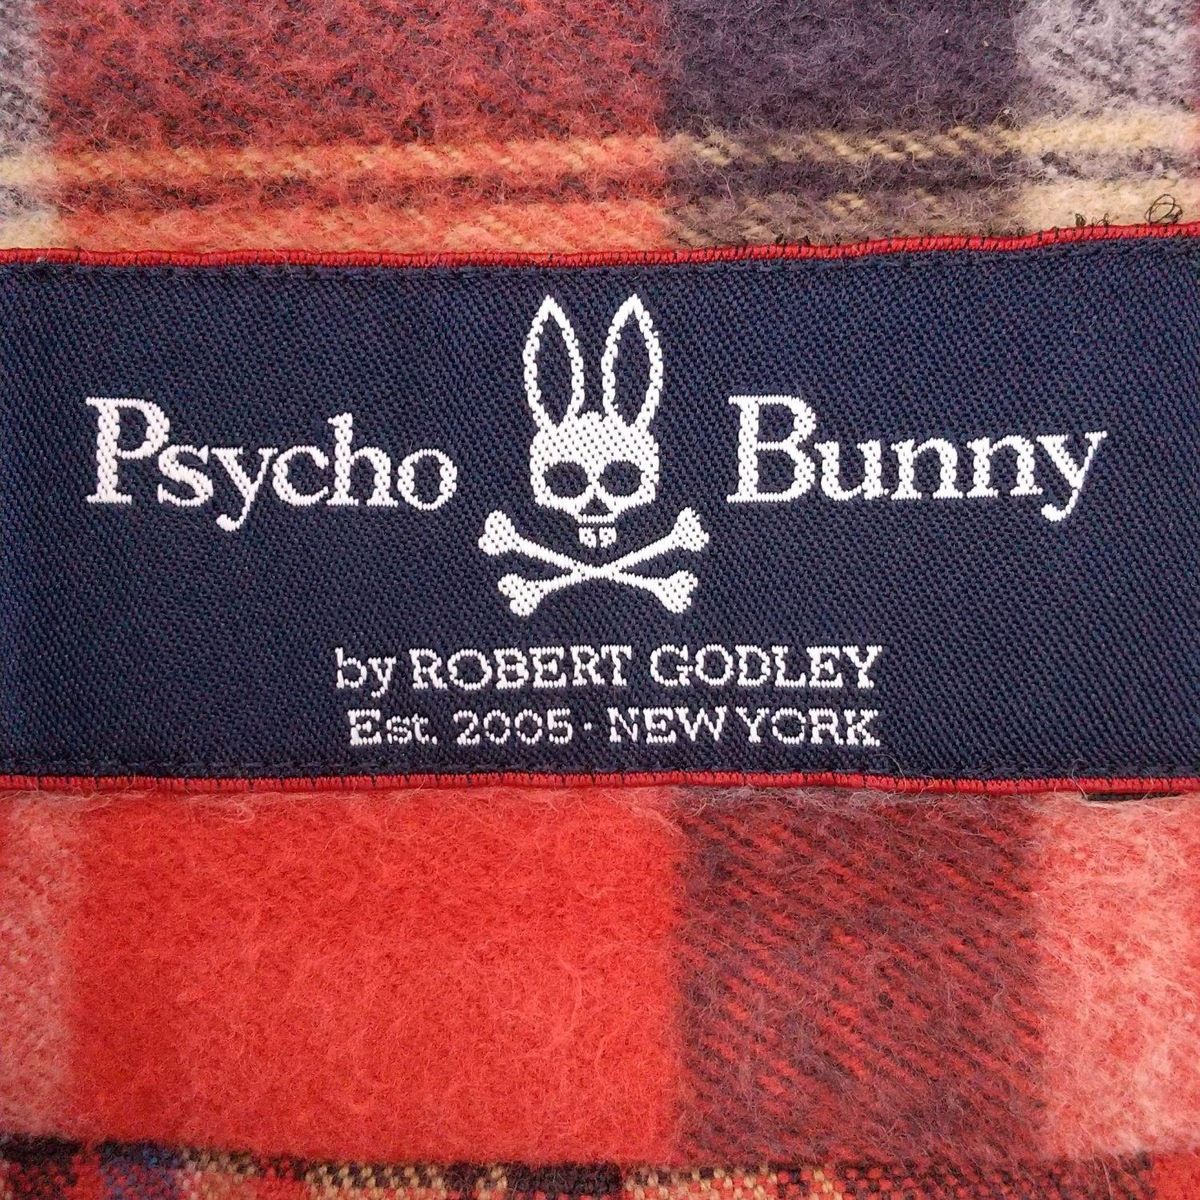 Psycho Bunny
by ROBERT GODLEY
Est. 2005 · NEW YORK